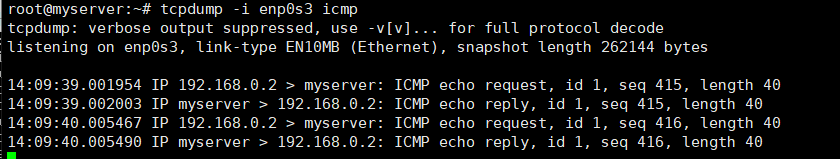 root@myserver:~# tcpdump -i enp0s3 icmp
tcpdump: verbose output suppressed, use -v[v]... for full protocol decode
listening on enp0s3, link-type EN10MB (Ethernet), snapshot length 262144 bytes
14:09:39.001954 IP 192.168.0.2 > myserver: ICMP echo request, id 1, seq 415, length 40
14:09:39.002003 IP myserver > 192.168.0.2: ICMP echo reply, id 1, seq 415, length 40
14:09:40.005467 IP 192.168.0.2 > myserver: ICMP echo request, id 1, seq 416, length 40
14:09:40.005490 IP myserver > 192.168.0.2: ICMP echo reply, id 1, seq 416, length 40